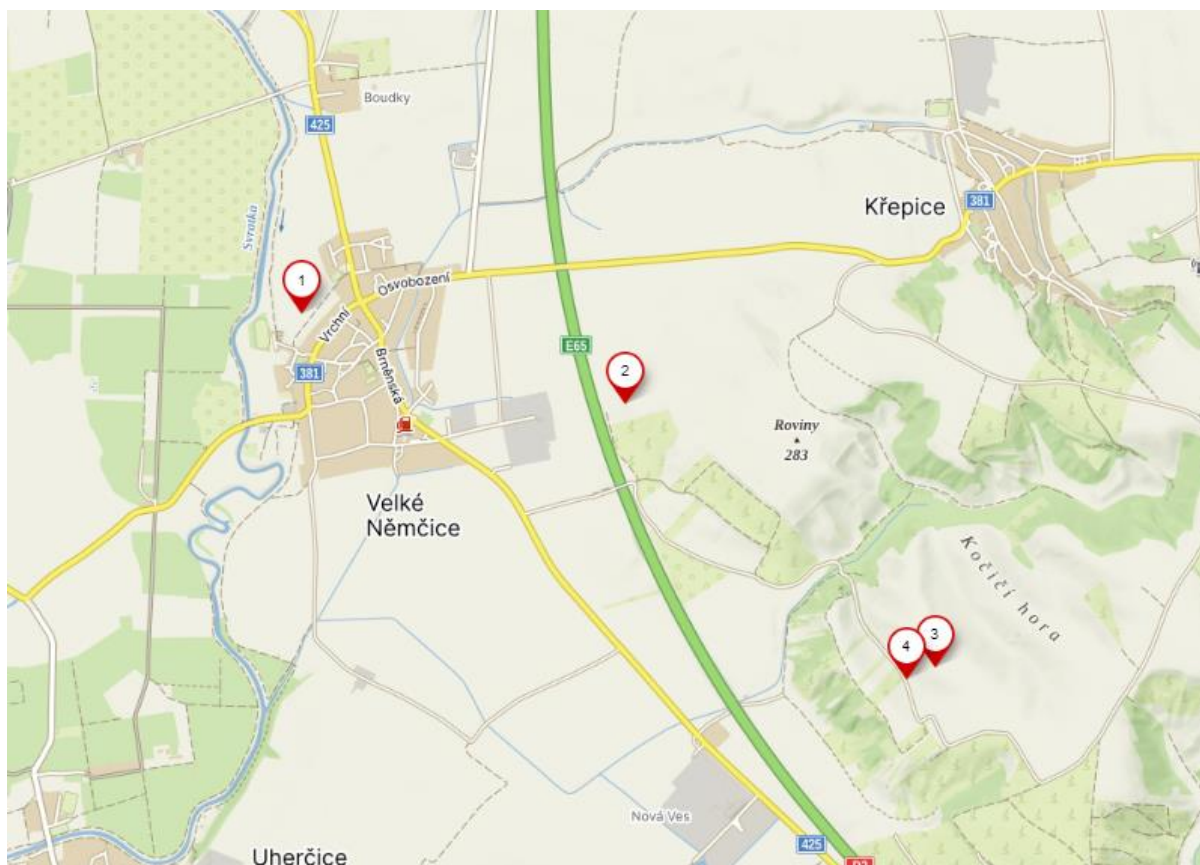 Boudky
425
Svratka
Křepice
381
1
Osvobození
Vrchní
E65
Brněnská
2
381
Roviny
283
Velké
Němčice
Kočičí hora
3
4
Nová Ves
425
Uherčice